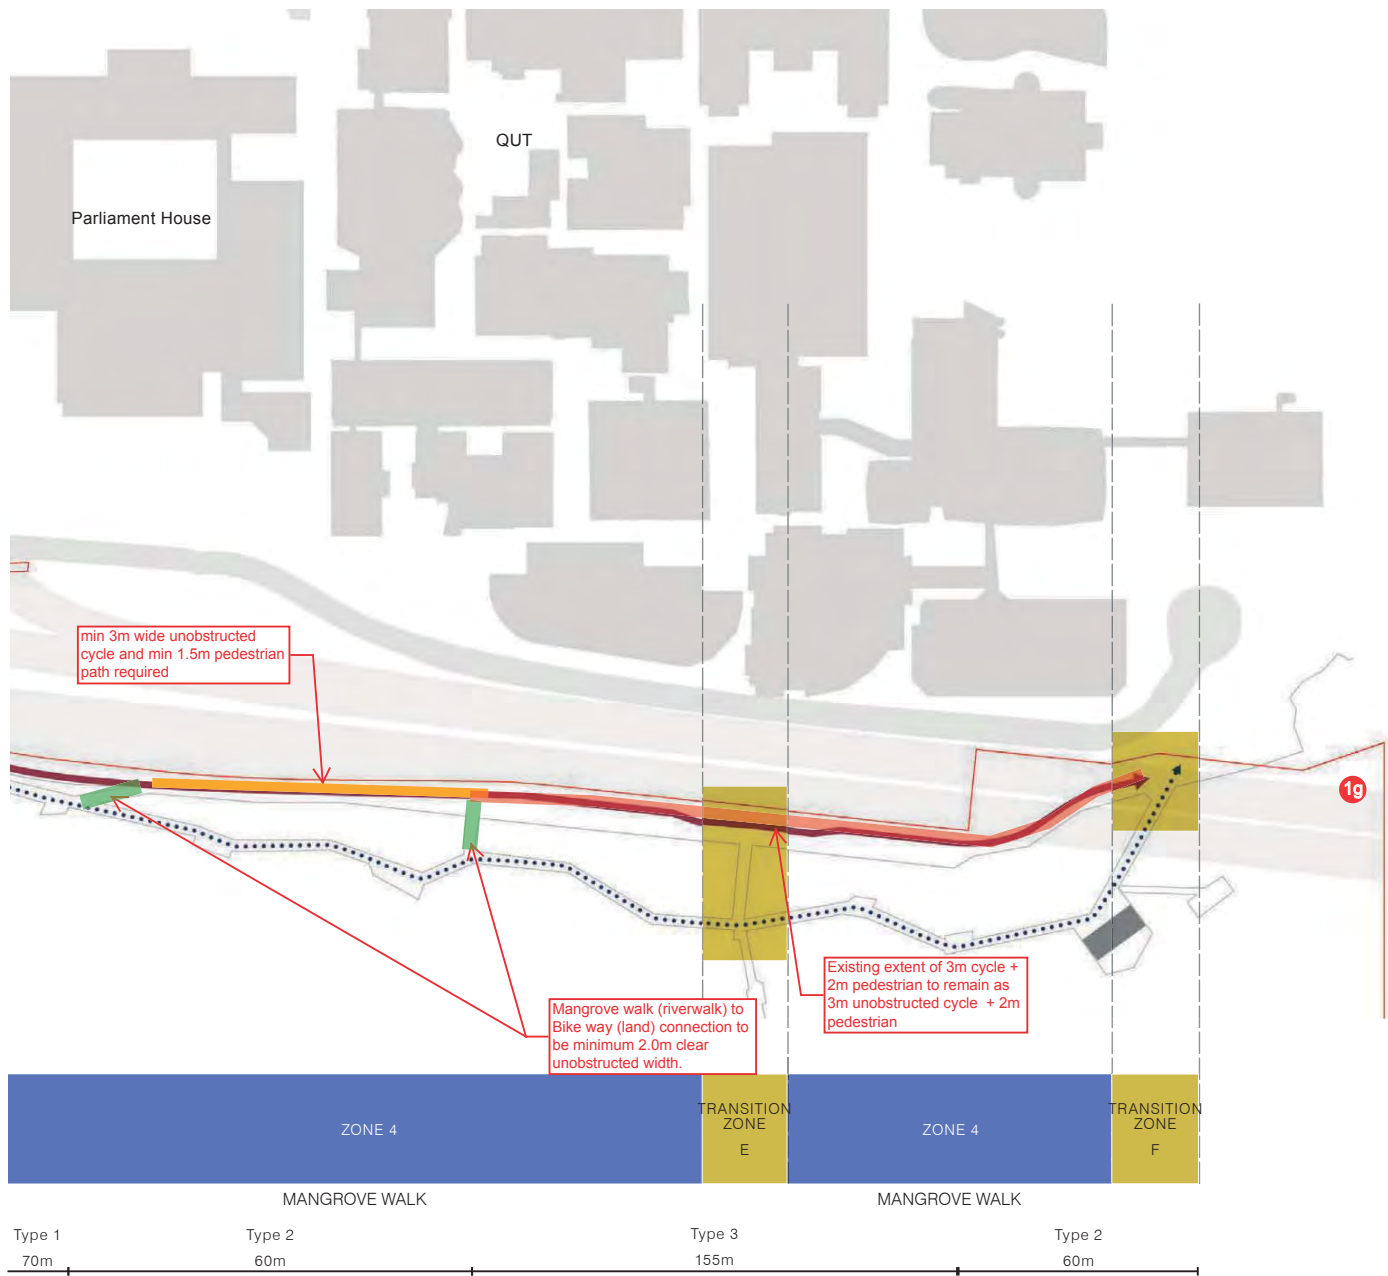 QUT
Parliament House
min 3m wide unobstructed
cycle and min 1.5m pedestrian
path required
1g
Existing extent of 3m cycle +
2m pedestrian to remain as
3m unobstructed cycle + 2m
pedestrian
Mangrove walk (riverwalk) to
Bike way (land) connection to
be minimum 2.0m clear
unobstructed width.
ZONE 4
TRANSITION
ZONE
E
ZONE 4
TRANSITION
ZONE
F
MANGROVE WALK
MANGROVE WALK
Type 1
Type 2
Type 3
Type 2
70m
60m
155m
60m